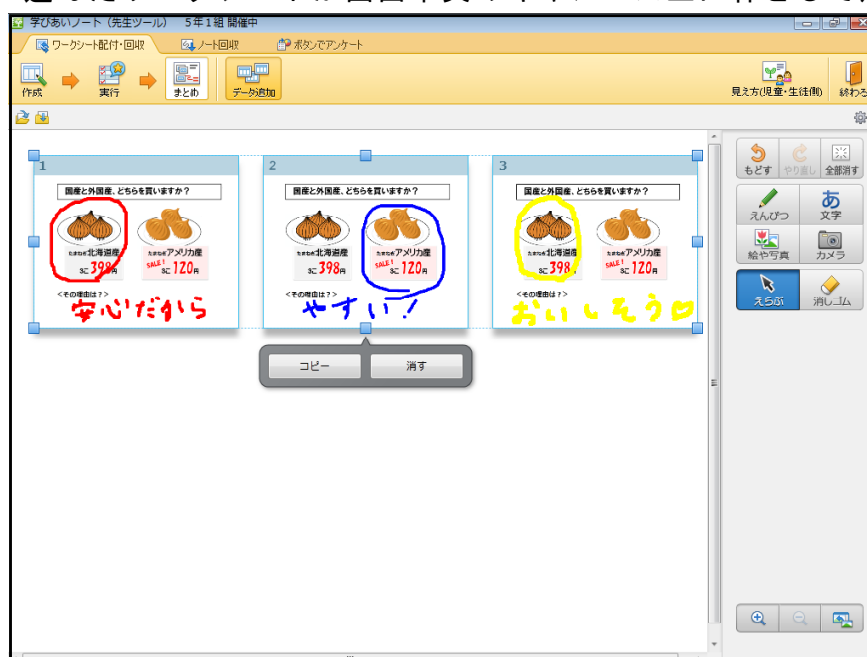 学びあいノート（先生ツール）　5年1組 開催中
ワークシート配付・回収　ノート回収　ボタンでアンケート
作成　実行　まとめ　データ追加　見え方(児童・生徒側)　終わる
もどす　やり直し　全部消す
えんぴつ　文字
絵や写真　カメラ
えらぶ　消しゴム
1
国産と外国産、どちらを買いますか？
たまねぎ北海道産　たまねぎアメリカ産
3こ398円　SALE! 3こ120円
<その理由は？>
安心だから
2
国産と外国産、どちらを買いますか？
たまねぎ北海道産　たまねぎアメリカ産
3こ398円　SALE! 3こ120円
<その理由は？>
やすい！
3
国産と外国産、どちらを買いますか？
たまねぎ北海道産　たまねぎアメリカ産
3こ398円　SALE! 3こ120円
<その理由は？>
おいしそう♡
コピー　消す